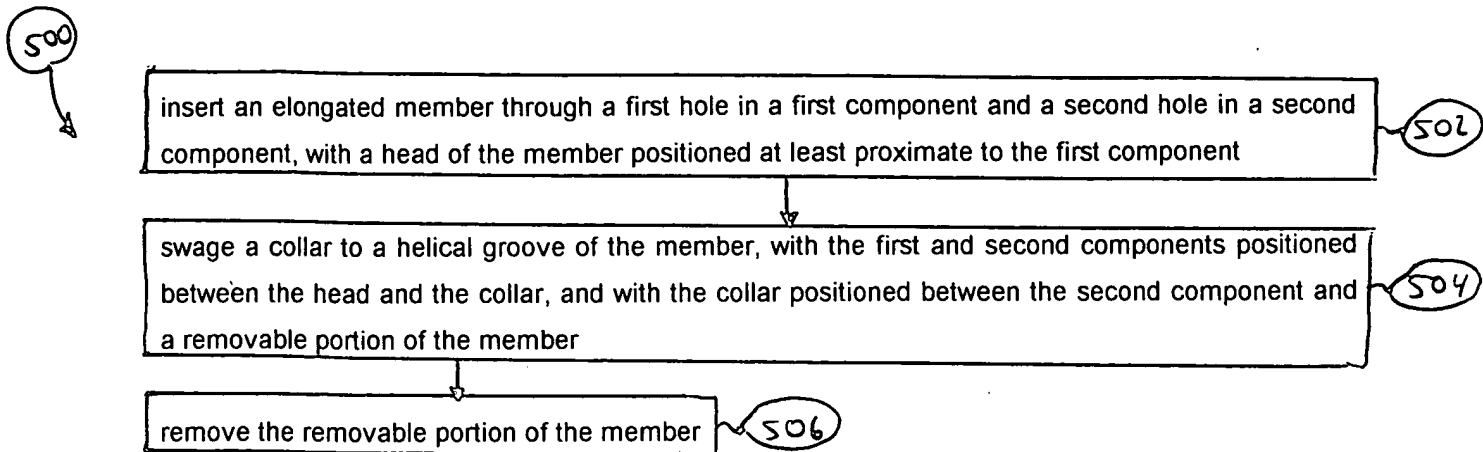 500
insert an elongated member through a first hole in a first component and a second hole in a second
component, with a head of the member positioned at least proximate to the first component
502
swage a collar to a helical groove of the member, with the first and second components positioned
between the head and the collar, and with the collar positioned between the second component and
a removable portion of the member
504
remove the removable portion of the member
506